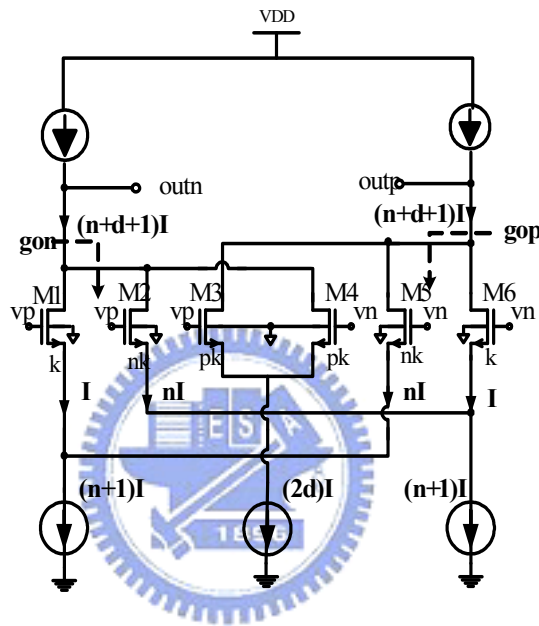 VDD
outn
outp
(n+d+1)I
(n+d+1)I
gon
gop
M1
M2
M3
M4
M5
M6
vp
vp
vp
vn
vn
vn
k
nk
pk
pk
nk
k
I
nI
nI
I
E S A
(n+1)I
(2d)I
(n+1)I
1896